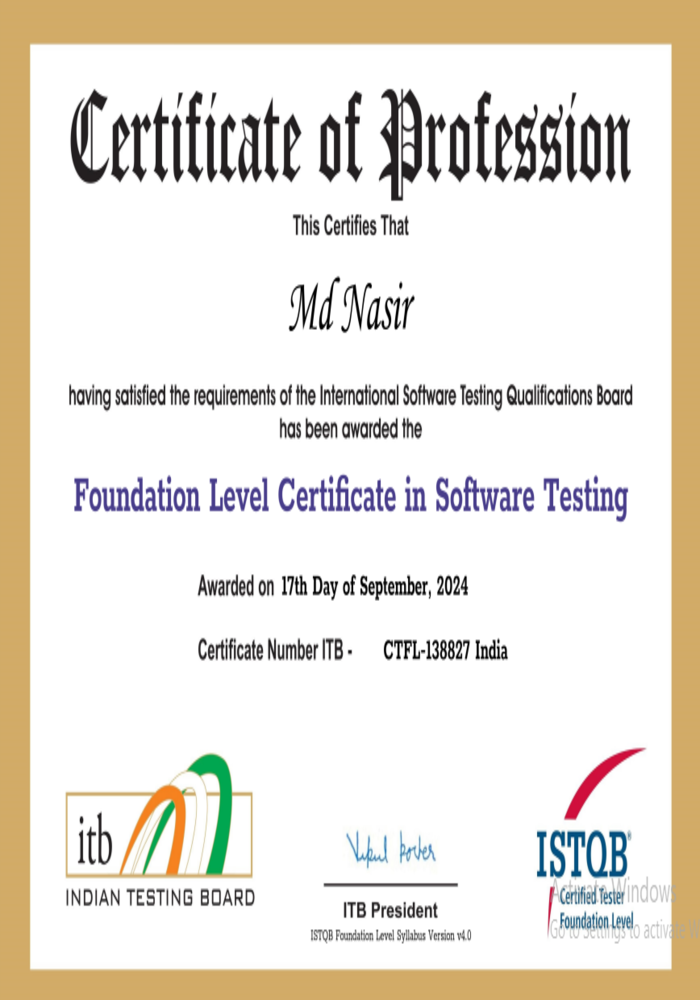 Certificate of Profession
This Certifies That
Md Nasir
having satisfied the requirements of the International Software Testing Qualifications Board
has been awarded the
Foundation Level Certificate in Software Testing
Awarded on 17th Day of September, 2024
Certificate Number ITB - CTFL-138827 India
itb
INDIAN TESTING BOARD
ITB President
ISTQB Foundation Level Syllabus Version v4.0
ISTQB®
Certified Tester
Foundation Level
Activate Windows
Go to Settings to activate W